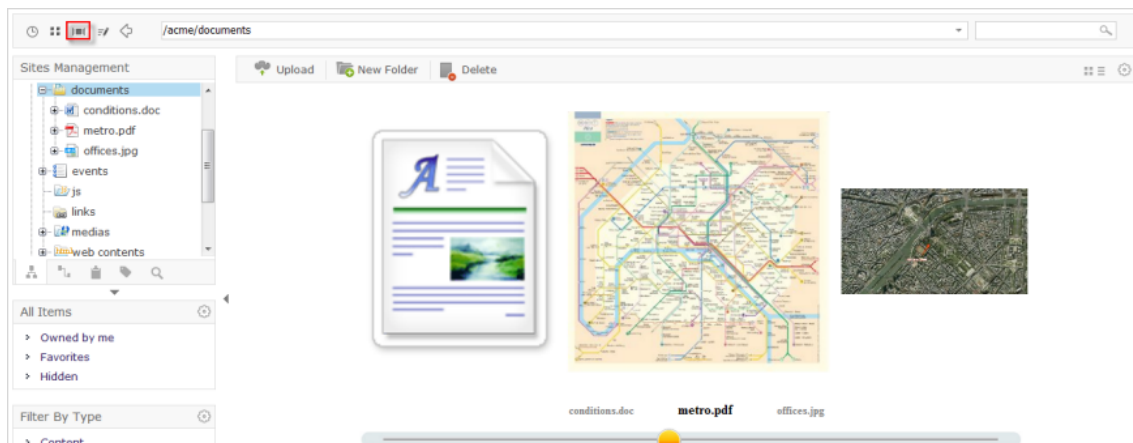 /acme/documents
Sites Management
Upload New Folder Delete
documents
conditions.doc
metro.pdf
offices.jpg
events
js
links
medias
web contents
All Items
Owned by me
Favorites
Hidden
Filter By Type
Content
A
conditions.doc metro.pdf offices.jpg